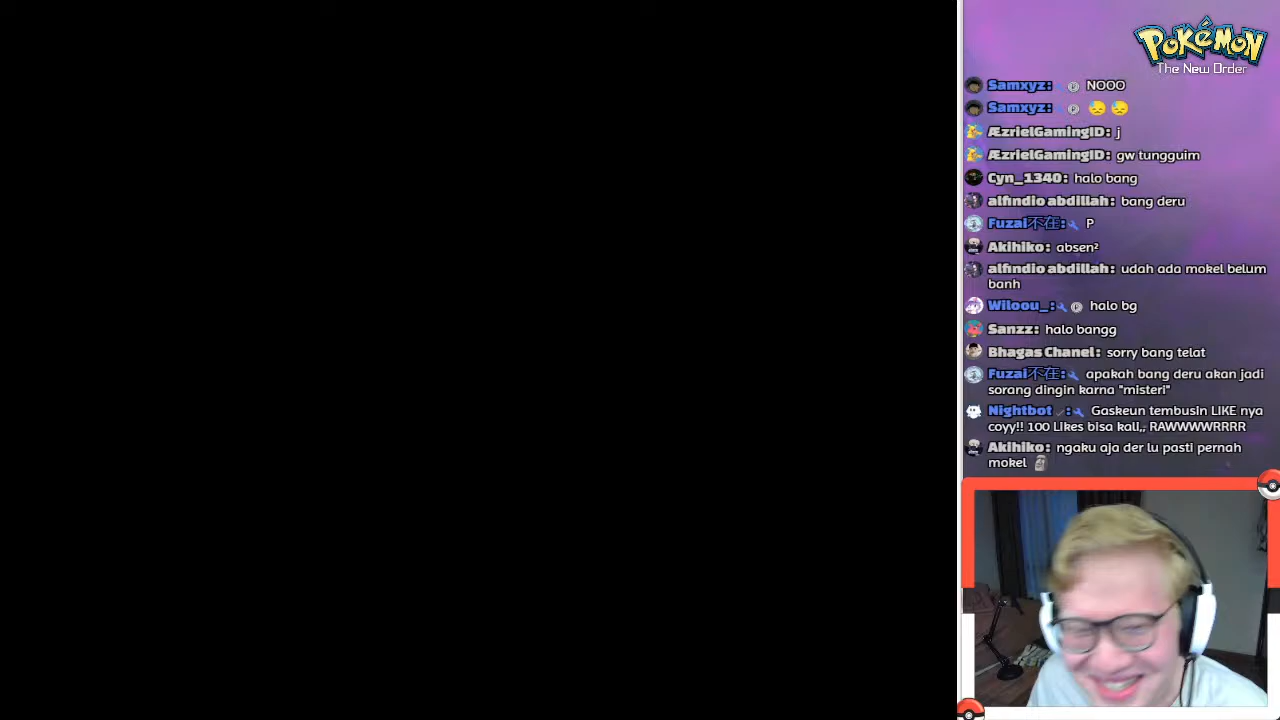 POKéMON
The New Order
Samxyz: NOOO
Samxyz: 😓 😓
ÆzrielGamingID: j
ÆzrielGamingID: gw tungguim
Cyn_1340: halo bang
alfindio abdillah: bang deru
Fuzai不在: P
Akihiko: absen²
alfindio abdillah: udah ada mokel belum
banh
Wiloou_: halo bg
Sanzz: halo bangg
Bhagas Chanel: sorry bang telat
Fuzai不在: apakah bang deru akan jadi
sorang dingin karna "misteri"
Nightbot : Gaskeun tembusin LIKE nya
coyy!! 100 Likes bisa kali,, RAWWWWRRRR
Akihiko: ngaku aja der lu pasti pernah
mokel 🗿